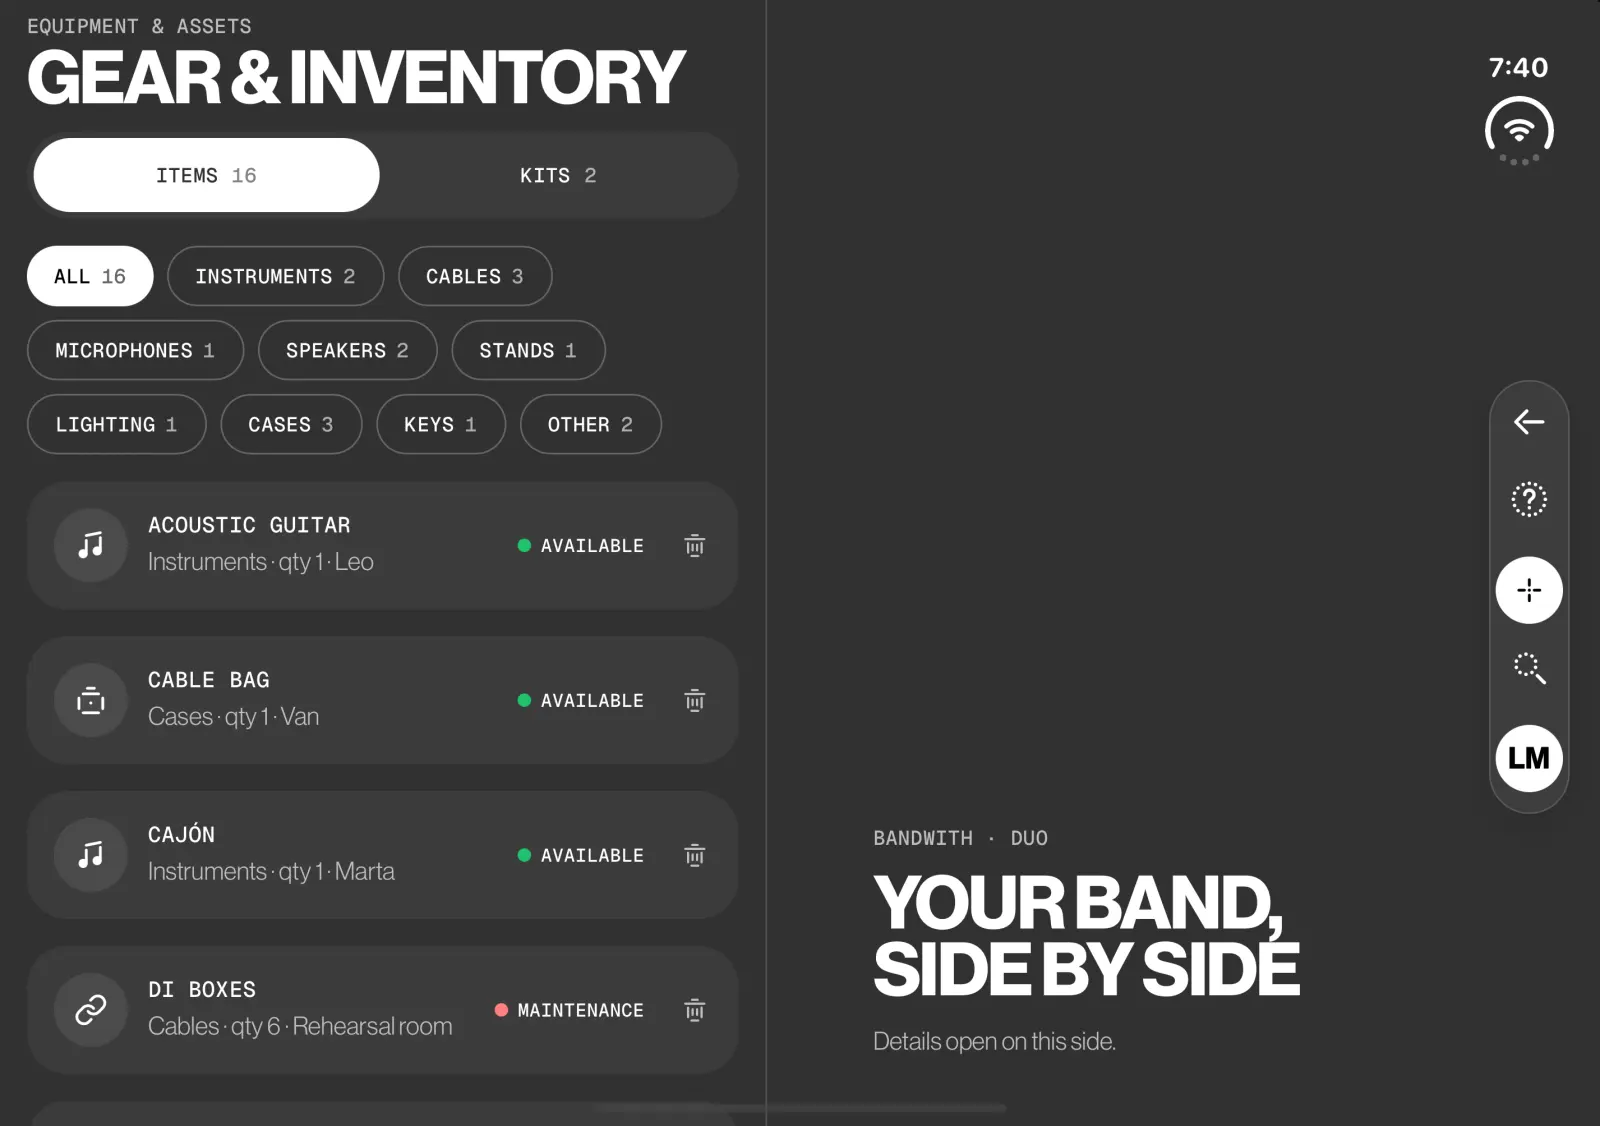 EQUIPMENT & ASSETS
GEAR & INVENTORY
ITEMS 16
KITS 2
ALL 16
INSTRUMENTS 2
CABLES 3
MICROPHONES 1
SPEAKERS 2
STANDS 1
LIGHTING 1
CASES 3
KEYS 1
OTHER 2
ACOUSTIC GUITAR
Instruments · qty 1 · Leo
AVAILABLE
CABLE BAG
Cases · qty 1 · Van
AVAILABLE
CAJÓN
Instruments · qty 1 · Marta
AVAILABLE
DI BOXES
Cables · qty 6 · Rehearsal room
MAINTENANCE
7:40
LM
BANDWITH · DUO
YOUR BAND,
SIDE BY SIDE
Details open on this side.